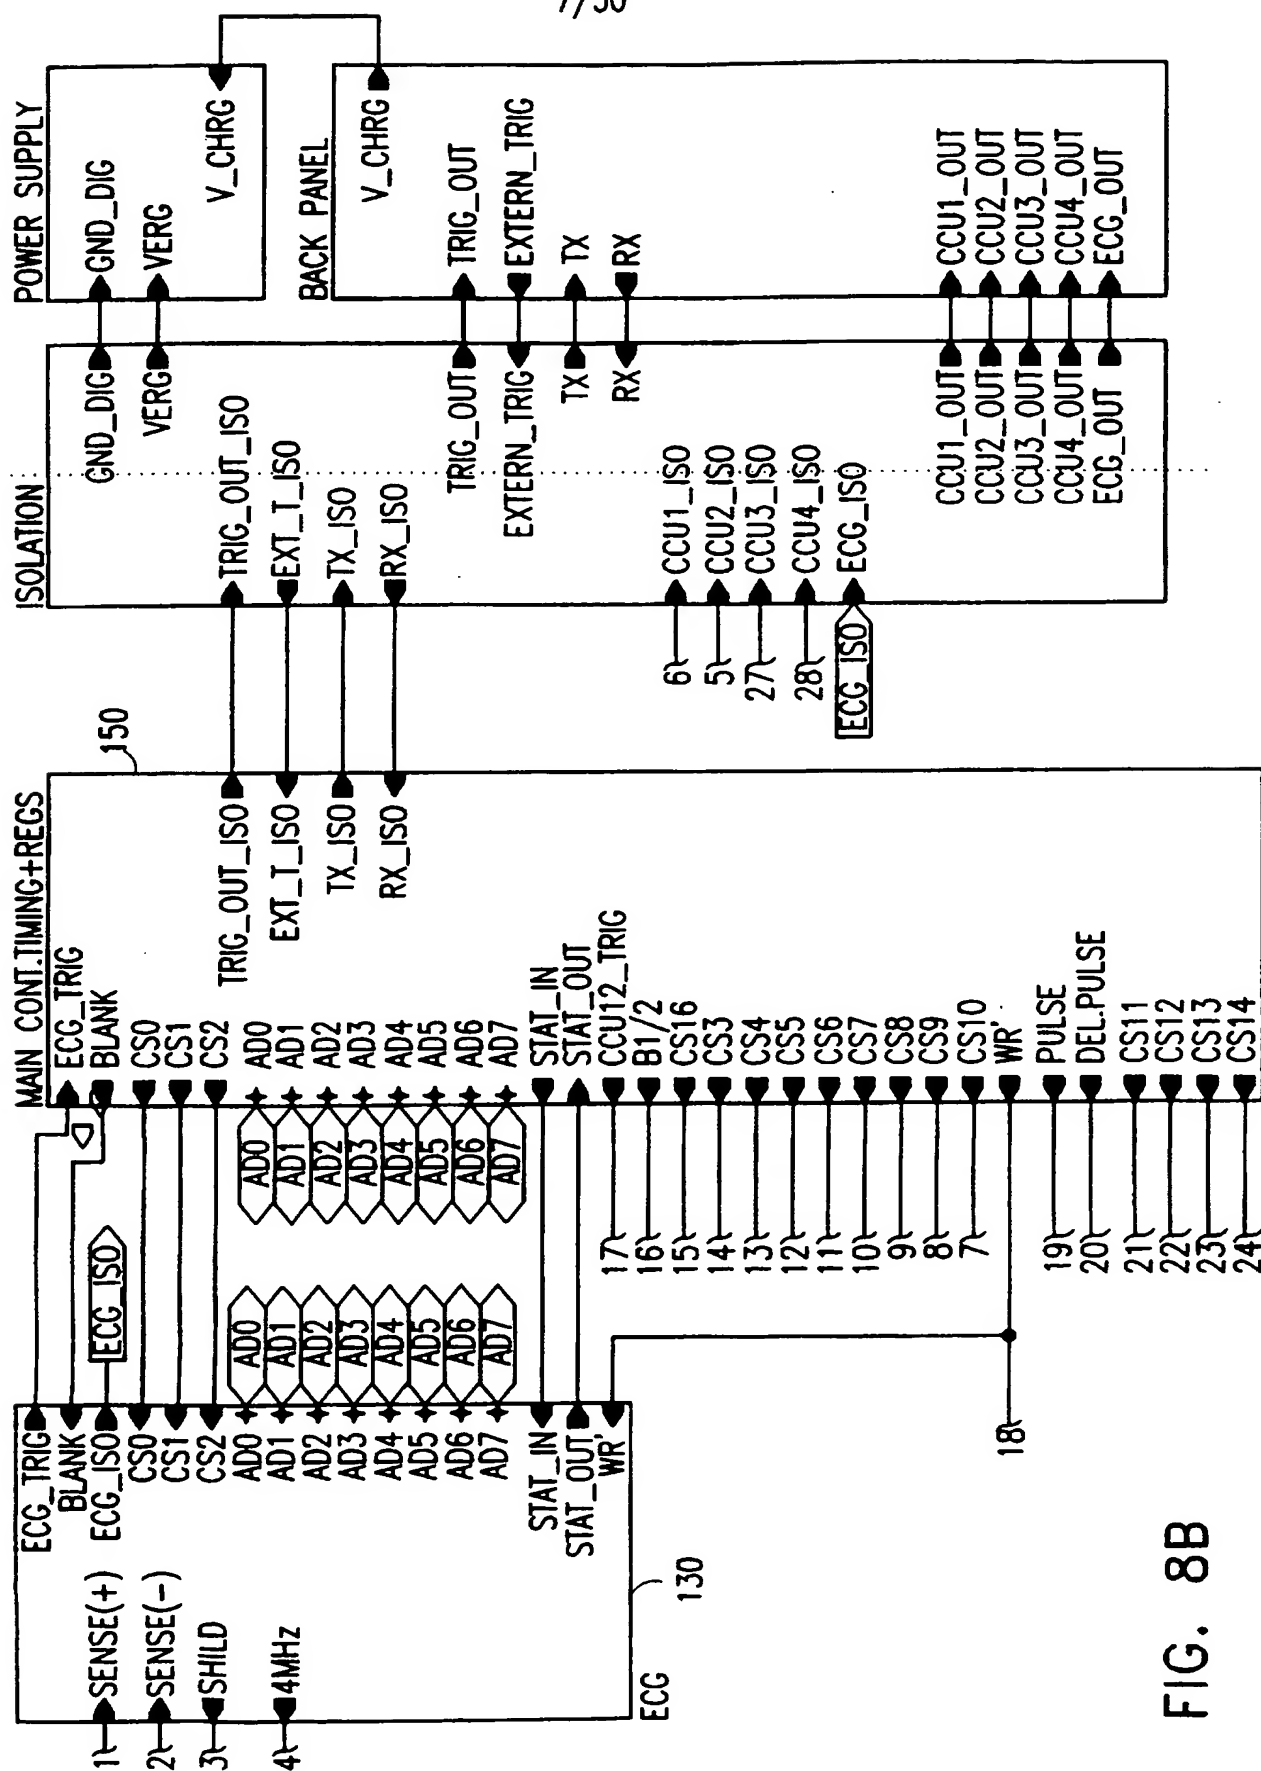 7/50
POWER SUPPLY
GND_DIG
VERG
V_CHRG
BACK PANEL
V_CHRG
TRIG_OUT
EXTERN_TRIG
TX
RX
CCU1_OUT
CCU2_OUT
CCU3_OUT
CCU4_OUT
ECG_OUT
ISOLATION
GND_DIG
VERG
TRIG_OUT_ISO
EXT_T_ISO
TX_ISO
RX_ISO
TRIG_OUT
EXTERN_TRIG
TX
RX
6
CCU1_ISO
5
CCU2_ISO
27
CCU3_ISO
28
CCU4_ISO
ECG_ISO
ECG_ISO
CCU1_OUT
CCU2_OUT
CCU3_OUT
CCU4_OUT
ECG_OUT
150
MAIN CONT.TIMING+REGS
ECG_TRIG
BLANK
CS0
CS1
CS2
TRIG_OUT_ISO
EXT_T_ISO
TX_ISO
RX_ISO
AD0 AD0
AD1 AD1
AD2 AD2
AD3 AD3
AD4 AD4
AD5 AD5
AD6 AD6
AD7 AD7
STAT_IN
STAT_OUT
17 CCU12_TRIG
16 B1/2
15 CS16
14 CS3
13 CS4
12 CS5
11 CS6
10 CS7
9 CS8
8 CS9
7 CS10
WR'
19 PULSE
20 DEL.PULSE
21 CS11
22 CS12
23 CS13
24 CS14
18
ECG_TRIG
BLANK
ECG_ISO ECG_ISO
CS0
CS1
CS2
AD0 AD0
AD1 AD1
AD2 AD2
AD3 AD3
AD4 AD4
AD5 AD5
AD6 AD6
AD7 AD7
STAT_IN
STAT_OUT
WR'
1 SENSE(+)
2 SENSE(-)
3 SHILD
4 4MHz
ECG
130
FIG. 8B